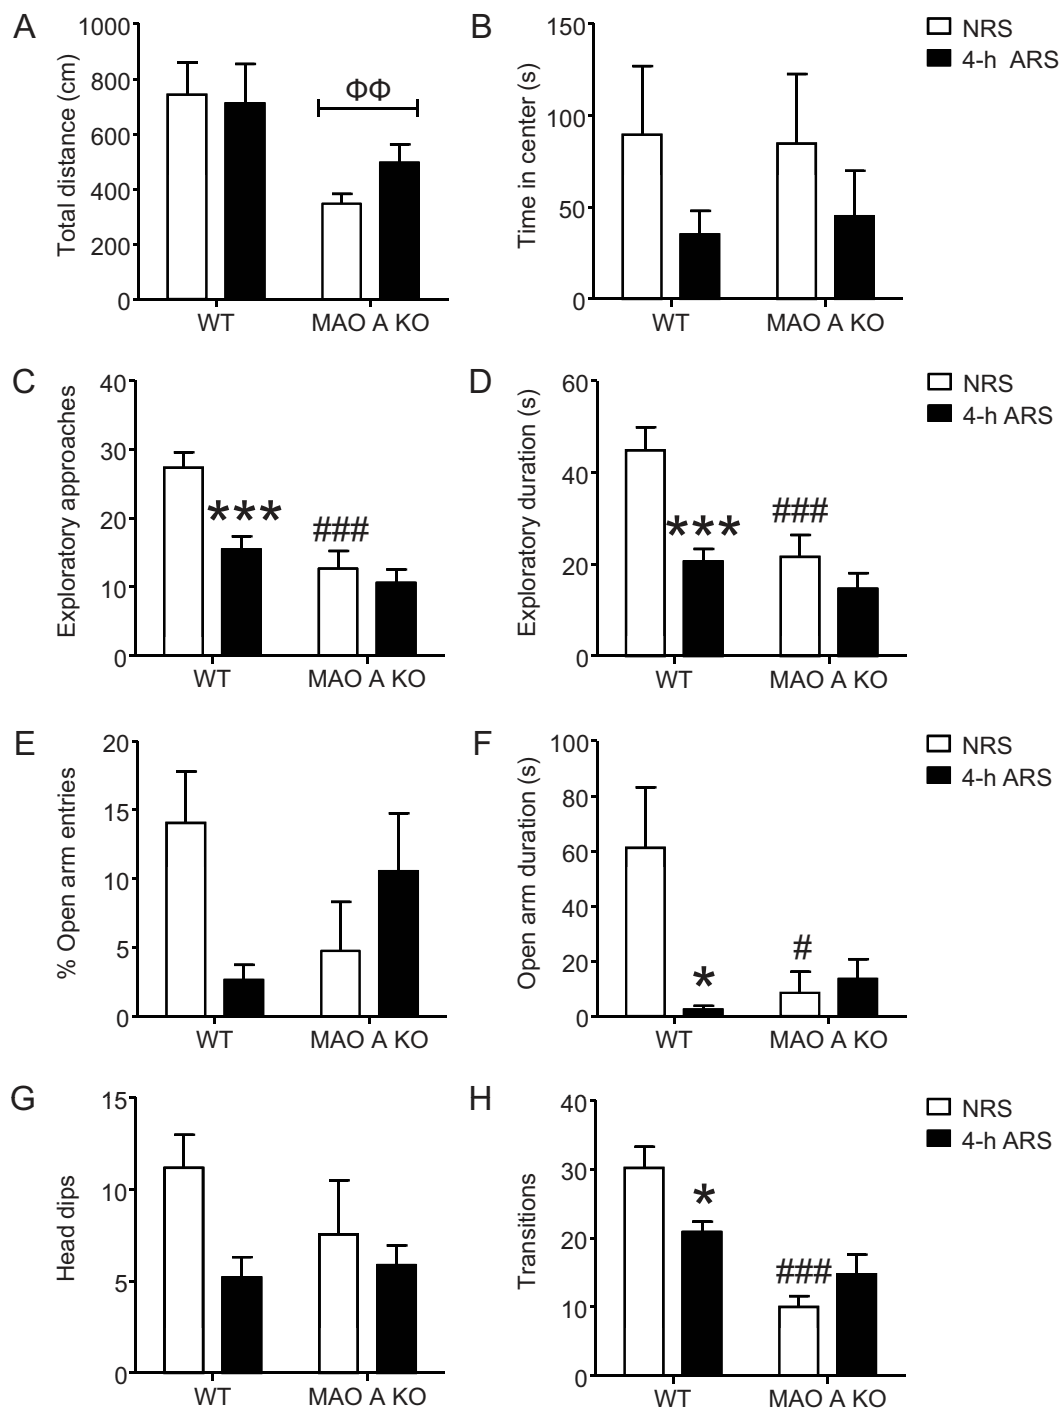 A
Total distance (cm)
1000
800
600
400
200
0
ΦΦ
WT
MAO A KO
B
Time in center (s)
150
100
50
0
WT
MAO A KO
NRS
4-h ARS
C
Exploratory approaches
40
30
20
10
0
***
###
WT
MAO A KO
D
Exploratory duration (s)
60
40
20
0
***
###
WT
MAO A KO
NRS
4-h ARS
E
% Open arm entries
20
15
10
5
0
WT
MAO A KO
F
Open arm duration (s)
100
80
60
40
20
0
*
#
WT
MAO A KO
NRS
4-h ARS
G
Head dips
15
10
5
0
WT
MAO A KO
H
Transitions
40
30
20
10
0
*
###
WT
MAO A KO
NRS
4-h ARS